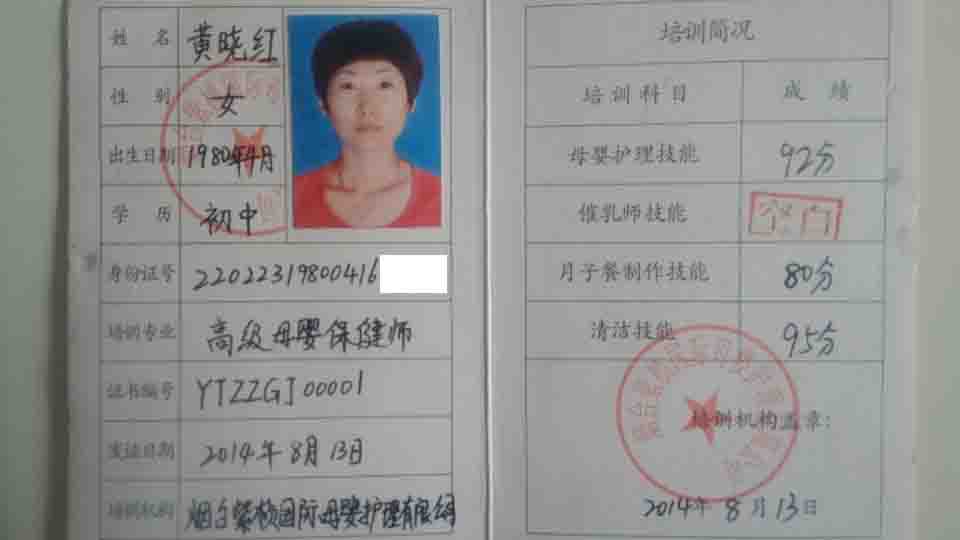 姓 名 黄晓红
性 别 女
出生日期 1980年4月
学 历 初中
身份证号 22022319800416
培训专业 高级母婴保健师
证书编号 YTZZGJ00001
发证日期 2014年8月13日
培训机构 烟台紫桉国际母婴护理有限公司
培训简况
培训科目 成 绩
母婴护理技能 92分
催乳师技能
月子餐制作技能 80分
清洁技能 95分
培训机构盖章:
2014年8月13日